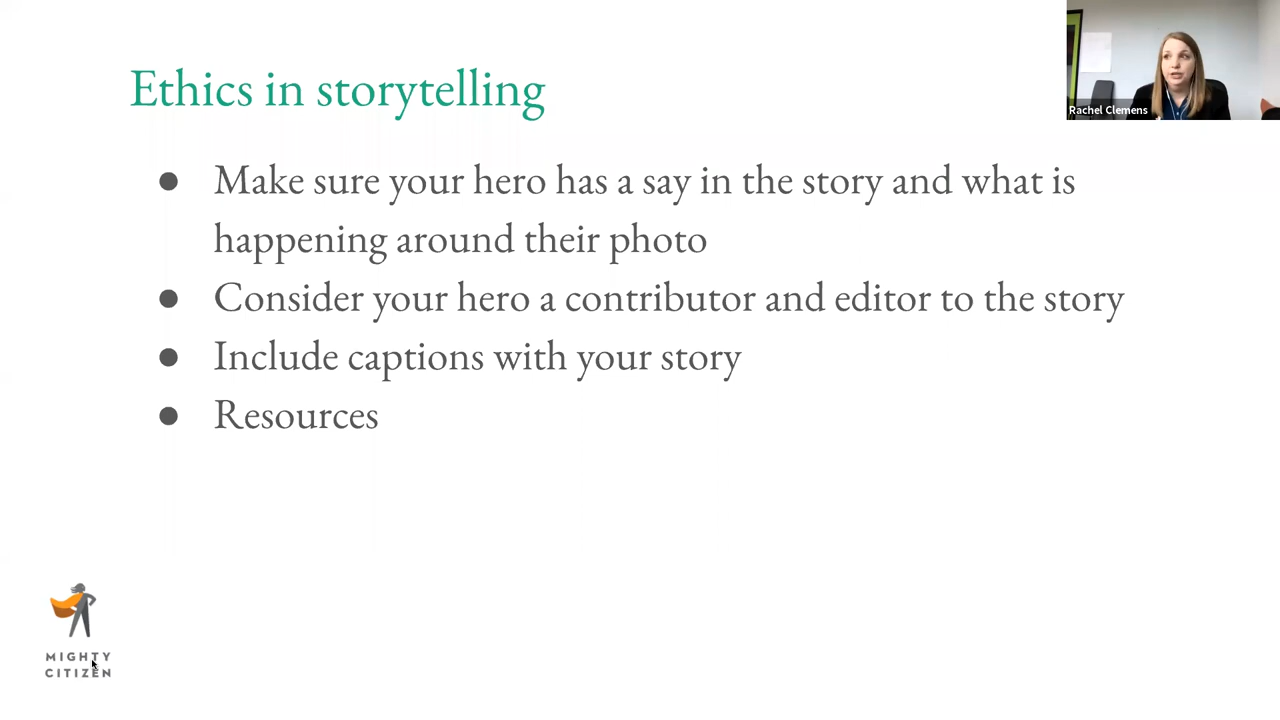 Ethics in storytelling
Rachel Clemens
● Make sure your hero has a say in the story and what is
happening around their photo
● Consider your hero a contributor and editor to the story
● Include captions with your story
● Resources
MIGHTY
CITIZEN